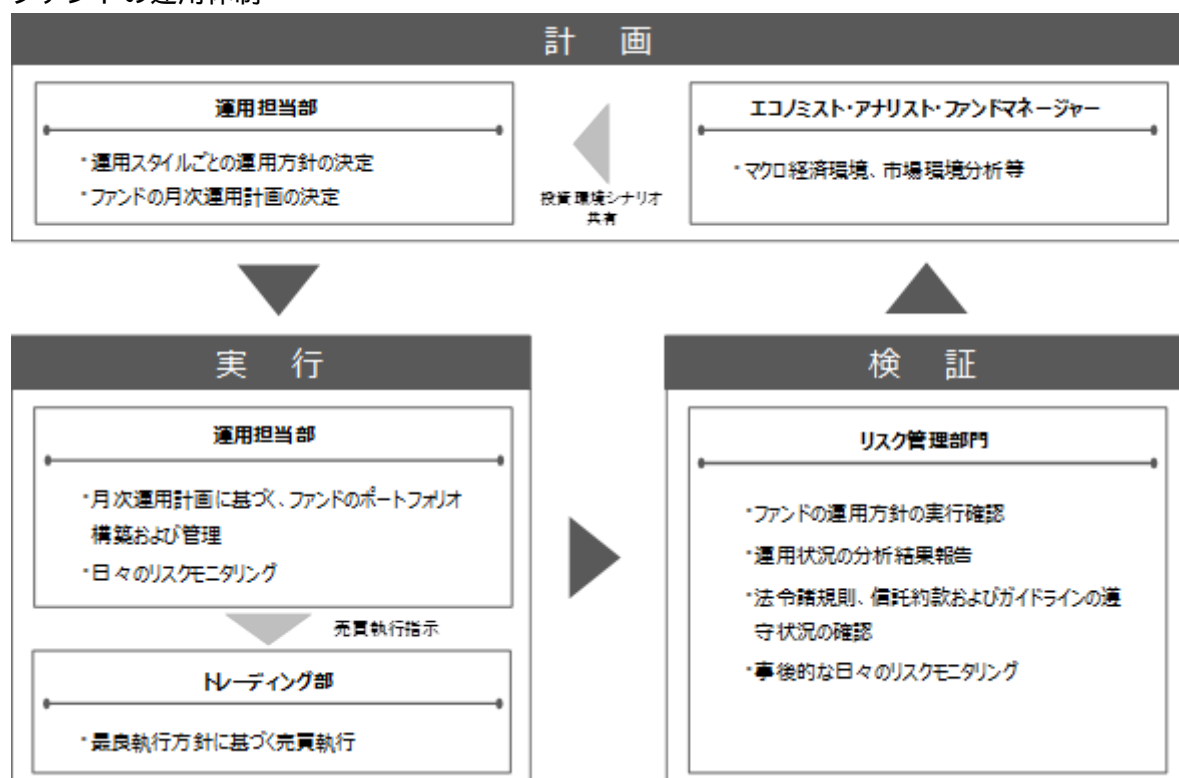 ファンドの運用体制
計　画
運用担当部
・運用スタイルごとの運用方針の決定
・ファンドの月次運用計画の決定
投資環境シナリオ
共有
エコノミスト・アナリスト・ファンドマネージャー
・マクロ経済環境、市場環境分析等
実　行
運用担当部
・月次運用計画に基づく、ファンドのポートフォリオ
構築および管理
・日々のリスクモニタリング
売買執行指示
トレーディング部
・最良執行方針に基づく売買執行
検　証
リスク管理部門
・ファンドの運用方針の実行確認
・運用状況の分析結果報告
・法令諸規則、信託約款およびガイドラインの遵
守状況の確認
・事後的な日々のリスクモニタリング